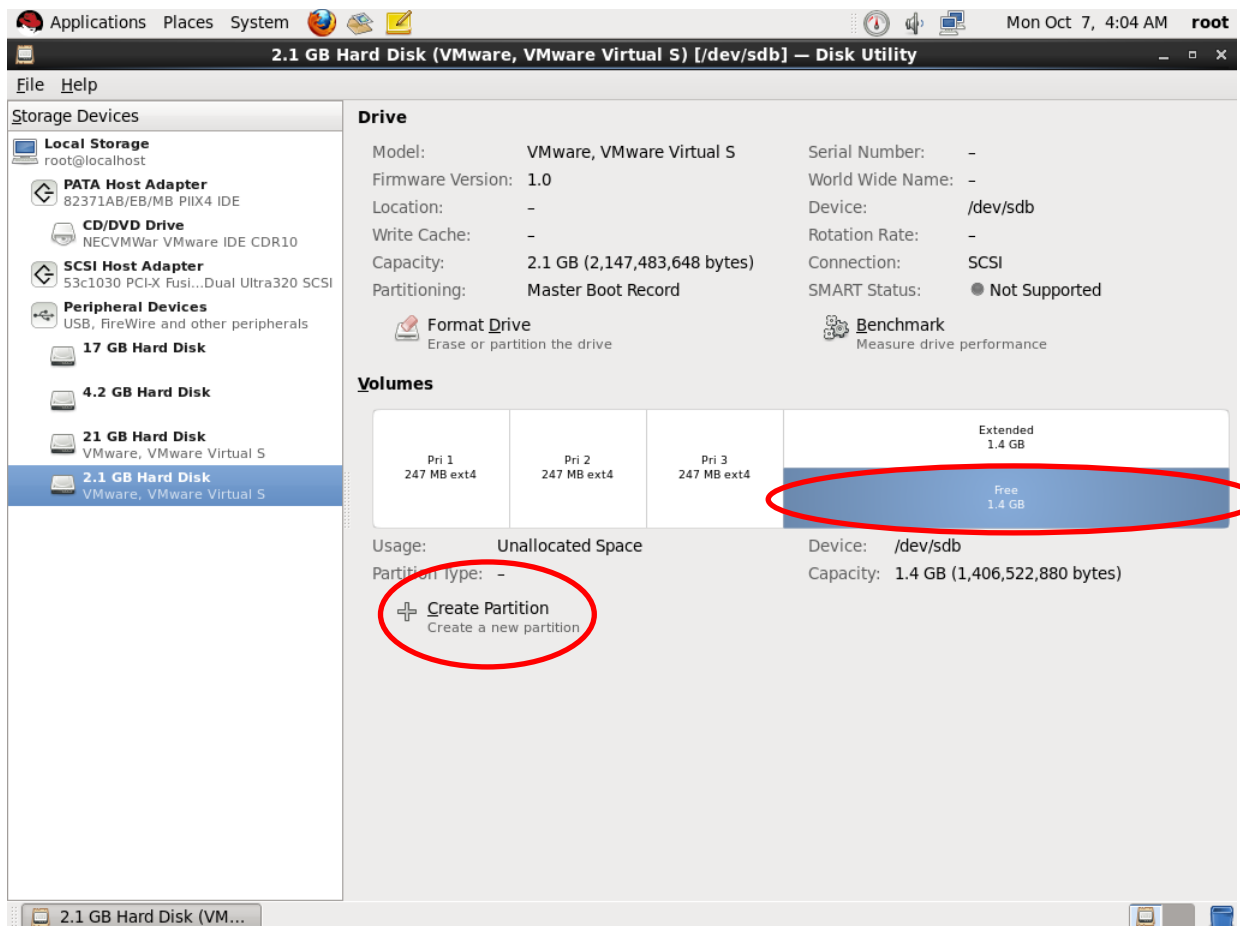 Applications Places System Mon Oct 7, 4:04 AM root
2.1 GB Hard Disk (VMware, VMware Virtual S) [/dev/sdb] — Disk Utility
File Help
Storage Devices
Local Storage
root@localhost
PATA Host Adapter
82371AB/EB/MB PIIX4 IDE
CD/DVD Drive
NECVMWar VMware IDE CDR10
SCSI Host Adapter
53c1030 PCI-X Fusi...Dual Ultra320 SCSI
Peripheral Devices
USB, FireWire and other peripherals
17 GB Hard Disk
4.2 GB Hard Disk
21 GB Hard Disk
VMware, VMware Virtual S
2.1 GB Hard Disk
VMware, VMware Virtual S
Drive
Model: VMware, VMware Virtual S Serial Number: –
Firmware Version: 1.0 World Wide Name: –
Location: – Device: /dev/sdb
Write Cache: – Rotation Rate: –
Capacity: 2.1 GB (2,147,483,648 bytes) Connection: SCSI
Partitioning: Master Boot Record SMART Status: Not Supported
Format Drive Benchmark
Erase or partition the drive Measure drive performance
Volumes
Pri 1
247 MB ext4
Pri 2
247 MB ext4
Pri 3
247 MB ext4
Extended
1.4 GB
Free
1.4 GB
Usage: Unallocated Space Device: /dev/sdb
Partition Type: – Capacity: 1.4 GB (1,406,522,880 bytes)
Create Partition
Create a new partition
2.1 GB Hard Disk (VM...